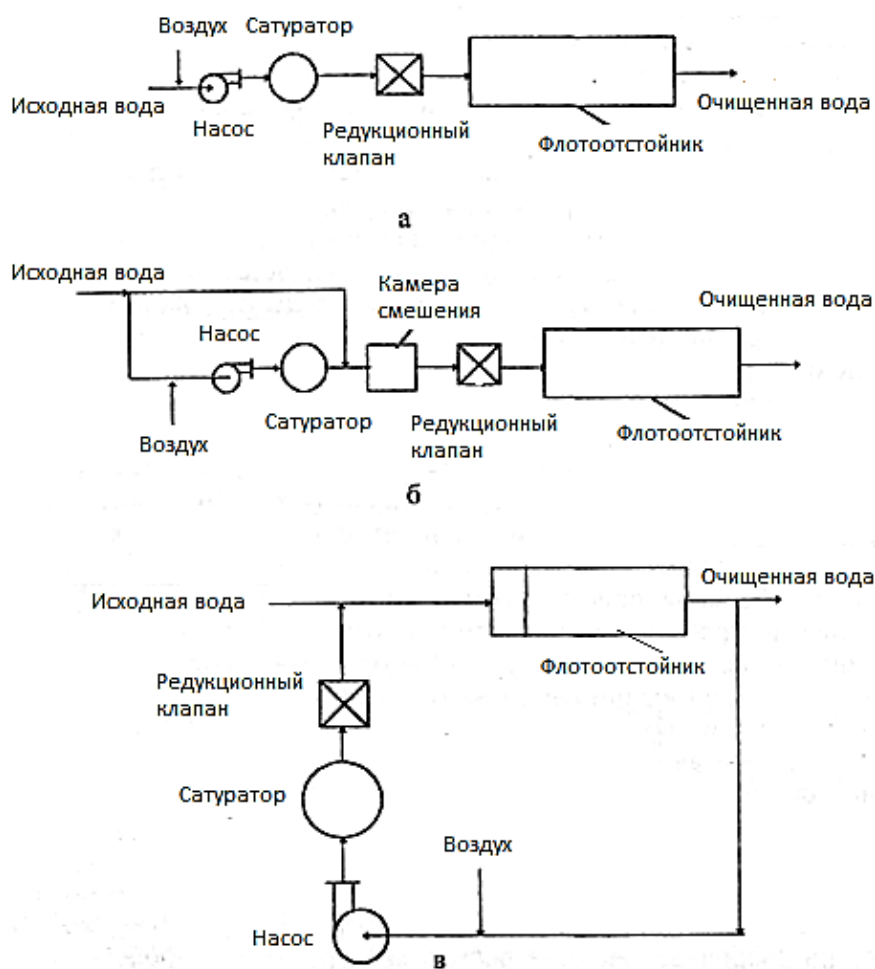 Воздух Сатуратор
Исходная вода
Насос
Редукционный
клапан
Флотоотстойник
Очищенная вода
а
Исходная вода
Насос
Камера
смешения
Очищенная вода
Воздух
Сатуратор
Редукционный
клапан
Флотоотстойник
б
Исходная вода
Очищенная вода
Флотоотстойник
Редукционный
клапан
Сатуратор
Воздух
Насос
в